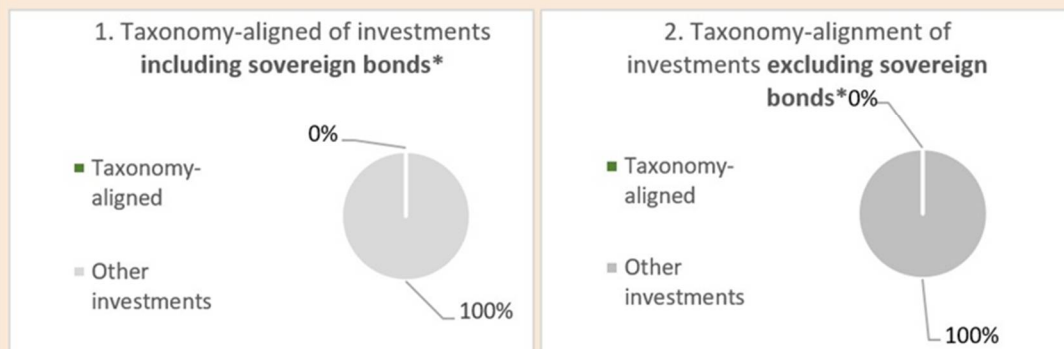 1. Taxonomy-aligned of investments
including sovereign bonds*
0%
Taxonomy-
aligned
Other
investments
100%
2. Taxonomy-alignment of
investments excluding sovereign
bonds*0%
Taxonomy-
aligned
Other
investments
100%